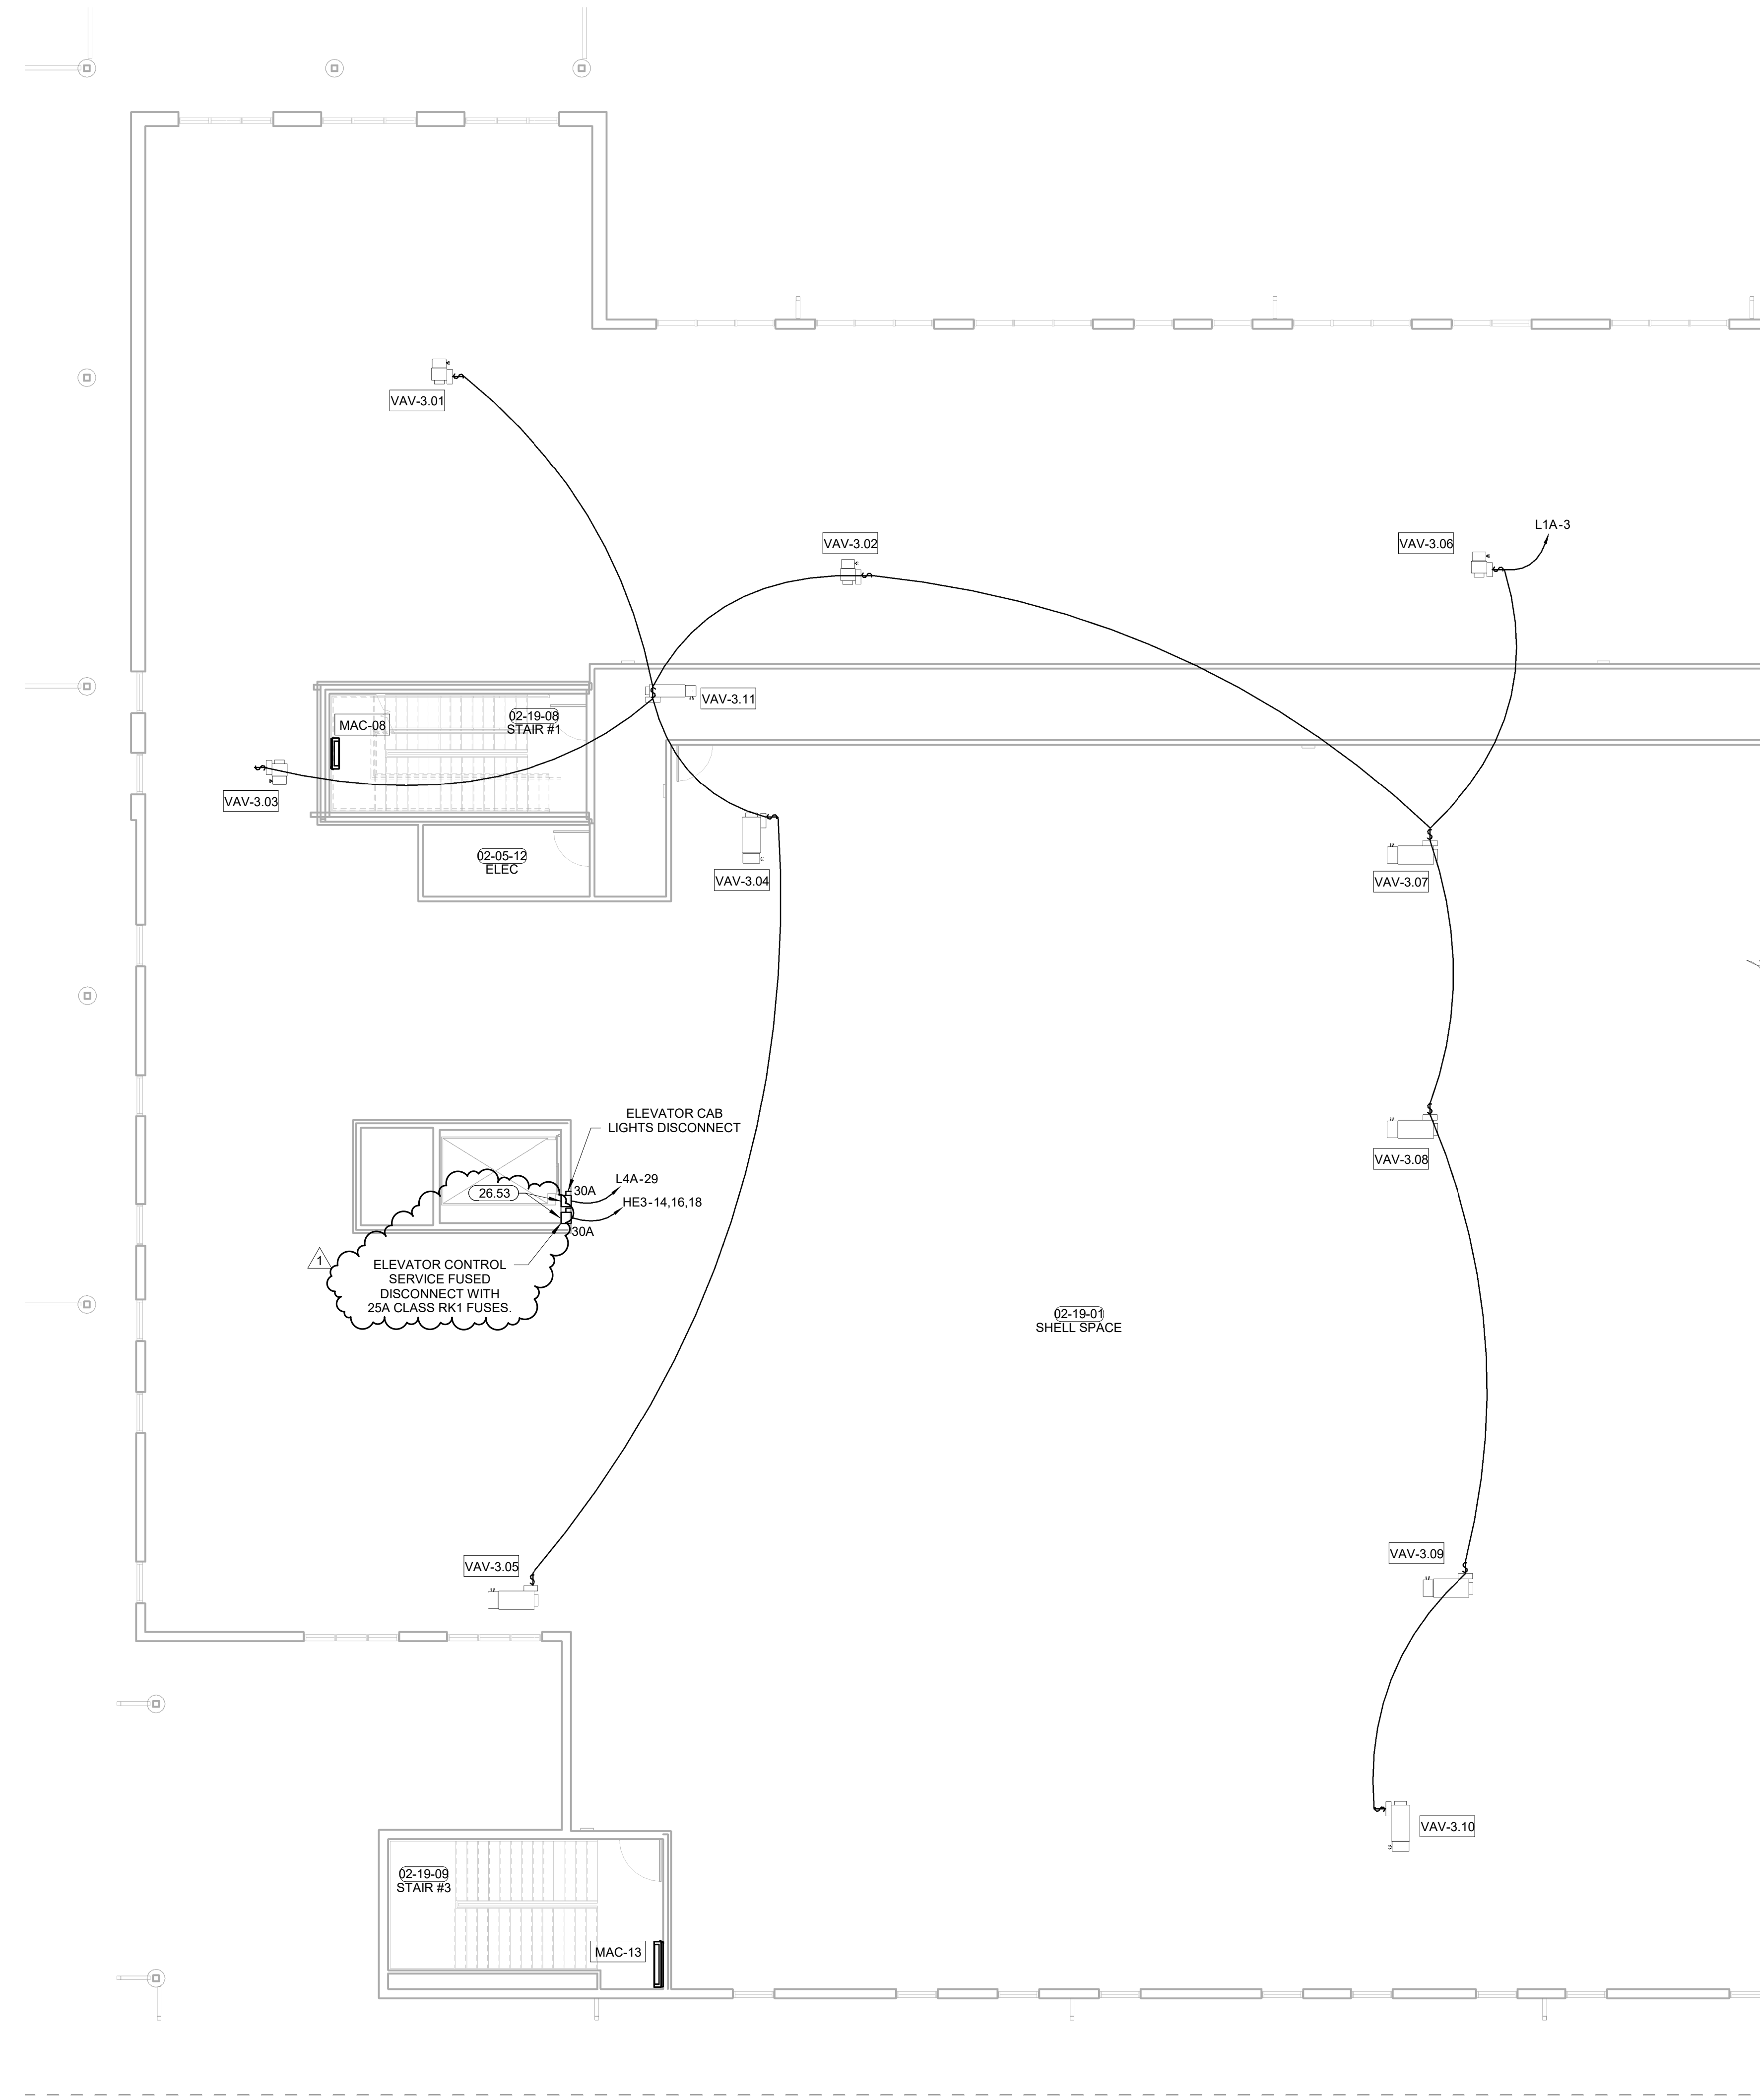 VAV-3.01
L1A-3
VAV-3.02
VAV-3.06
VAV-3.11
02-19-08
STAIR #1
MAC-08
VAV-3.03
02-05-12
ELEC
VAV-3.04
VAV-3.07
ELEVATOR CAB
LIGHTS DISCONNECT
VAV-3.08
L4A-29
30A
26.53
HE3-14,16,18
30A
1
ELEVATOR CONTROL
SERVICE FUSED
DISCONNECT WITH
25A CLASS RK1 FUSES.
02-19-01
SHELL SPACE
VAV-3.09
VAV-3.05
VAV-3.10
02-19-09
STAIR #3
MAC-13